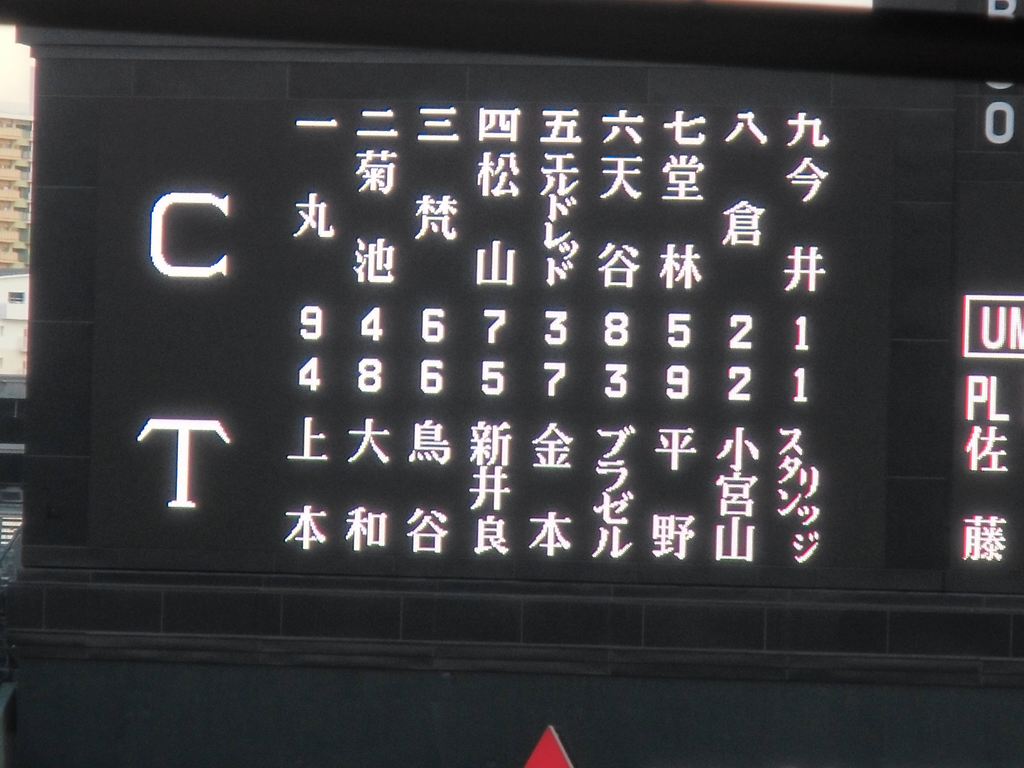 一 二 三 四 五 六 七 八 九
C 丸 菊池 梵 松山 エルドレッド 天谷 堂林 倉 今井
9 4 6 7 3 8 5 2 1
4 8 6 5 7 3 9 2 1
T 上本 大和 鳥谷 新井良 金本 ブラゼル 平野 小宮山 スタンリッジ
O
UM
PL
佐藤